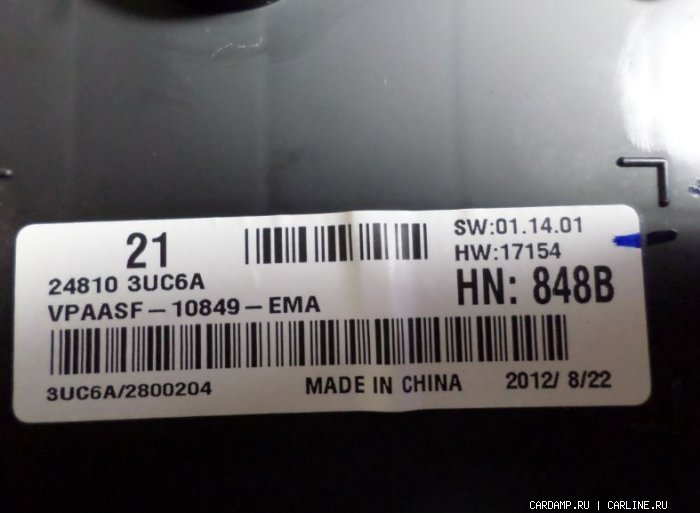 21
SW:01.14.01
24810 3UC6A
HW:17154
VPAASF-10849-EMA
HN: 848B
3UC6A/2800204
MADE IN CHINA
2012/ 8/22
CARDAMP.RU | CARLINE.RU